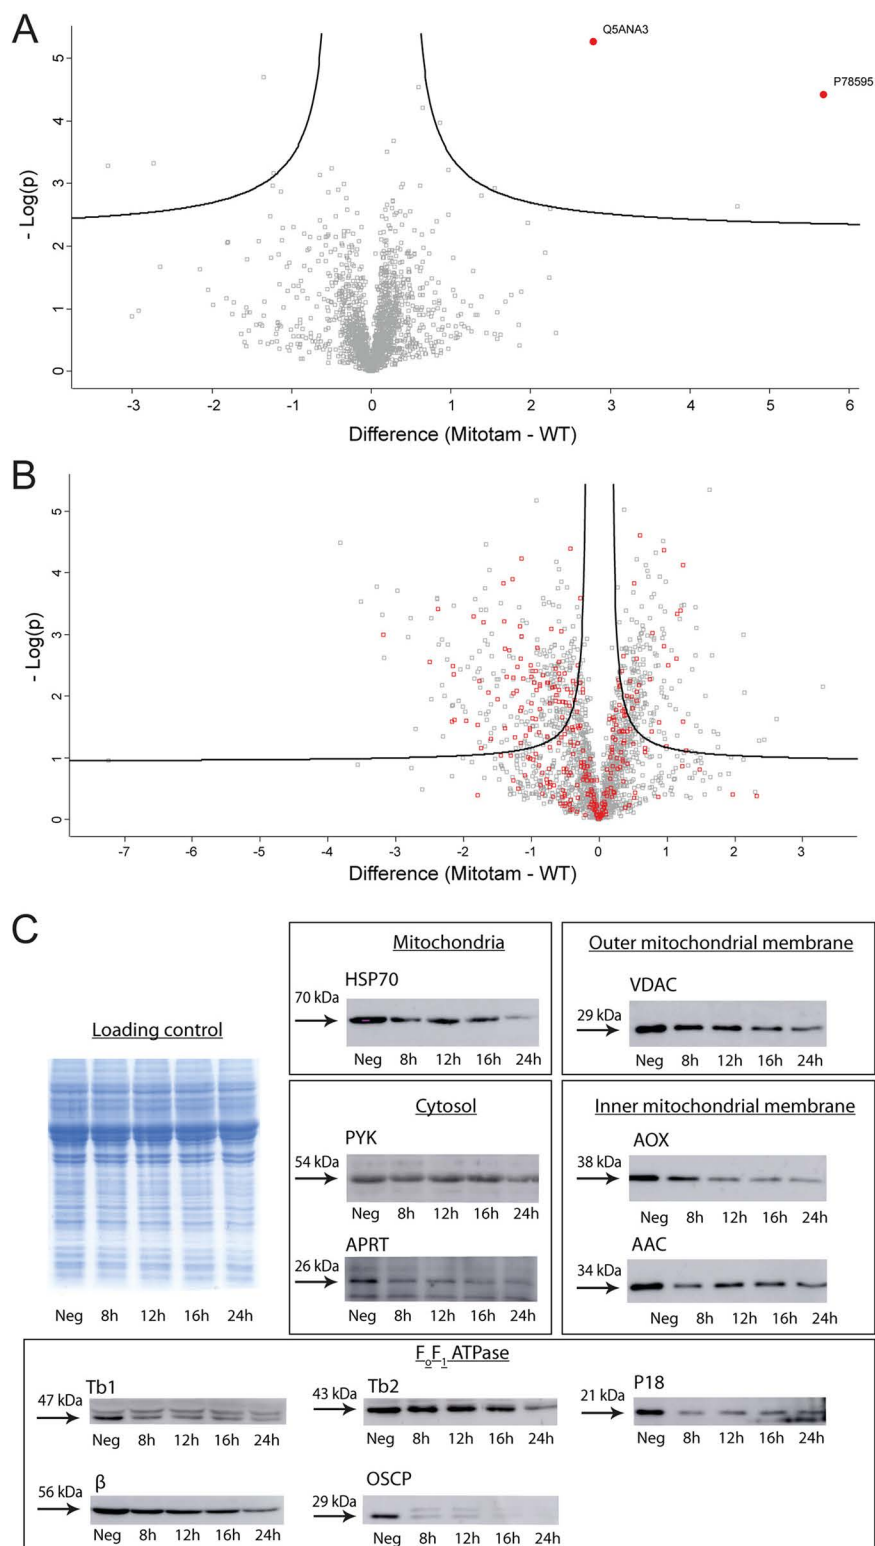 A
Q5ANA3
P78595
5
4
3
2
1
0
- Log(p)
-3 -2 -1 0 1 2 3 4 5 6
Difference (Mitotam - WT)
B
5
4
3
2
1
0
- Log(p)
-7 -6 -5 -4 -3 -2 -1 0 1 2 3
Difference (Mitotam - WT)
C
Loading control
Neg 8h 12h 16h 24h
Mitochondria
HSP70
70 kDa
Neg 8h 12h 16h 24h
Outer mitochondrial membrane
VDAC
29 kDa
Neg 8h 12h 16h 24h
Cytosol
PYK
54 kDa
Neg 8h 12h 16h 24h
APRT
26 kDa
Neg 8h 12h 16h 24h
Inner mitochondrial membrane
AOX
38 kDa
Neg 8h 12h 16h 24h
AAC
34 kDa
Neg 8h 12h 16h 24h
FoF1 ATPase
Tb1
47 kDa
Neg 8h 12h 16h 24h
Tb2
43 kDa
Neg 8h 12h 16h 24h
P18
21 kDa
Neg 8h 12h 16h 24h
β
56 kDa
Neg 8h 12h 16h 24h
OSCP
29 kDa
Neg 8h 12h 16h 24h